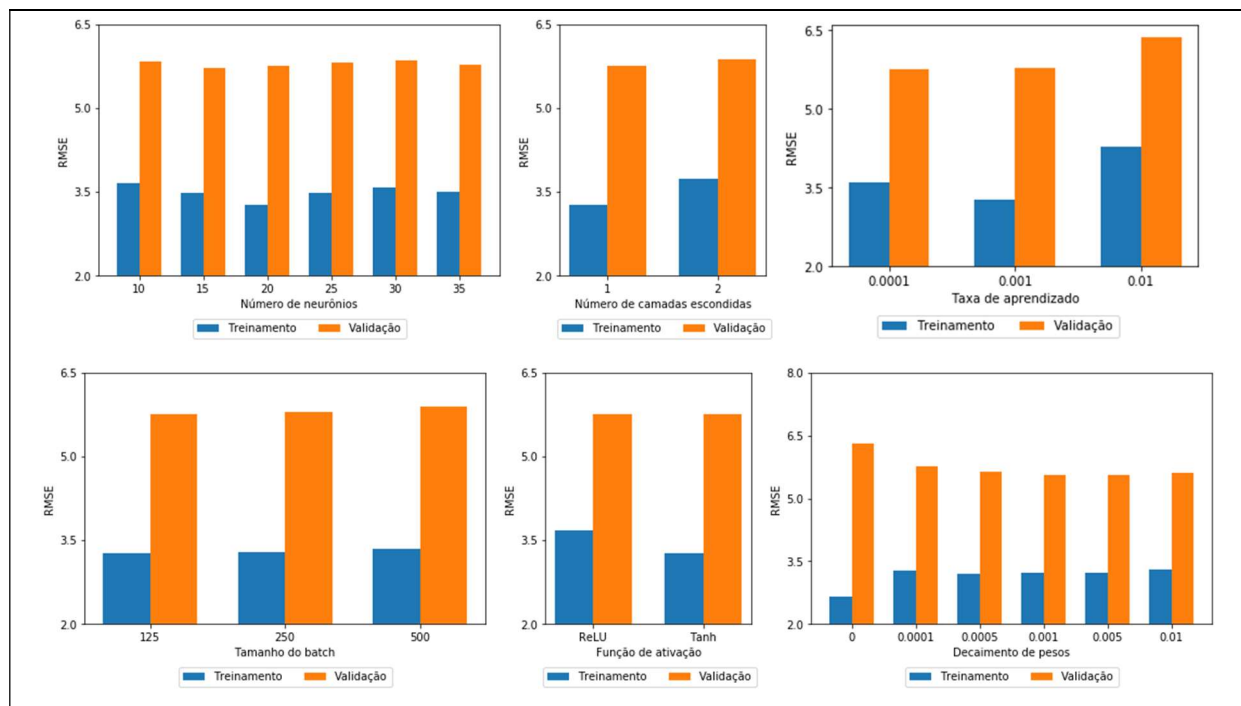 6.5
5.0
3.5
2.0
RMSE
10 15 20 25 30 35
Número de neurônios
Treinamento Validação
6.5
5.0
3.5
2.0
RMSE
1 2
Número de camadas escondidas
Treinamento Validação
6.5
5.0
3.5
2.0
RMSE
0.0001 0.001 0.01
Taxa de aprendizado
Treinamento Validação
6.5
5.0
3.5
2.0
RMSE
125 250 500
Tamanho do batch
Treinamento Validação
6.5
5.0
3.5
2.0
RMSE
ReLU Tanh
Função de ativação
Treinamento Validação
8.0
6.5
5.0
3.5
2.0
RMSE
0 0.0001 0.0005 0.001 0.005 0.01
Decaimento de pesos
Treinamento Validação